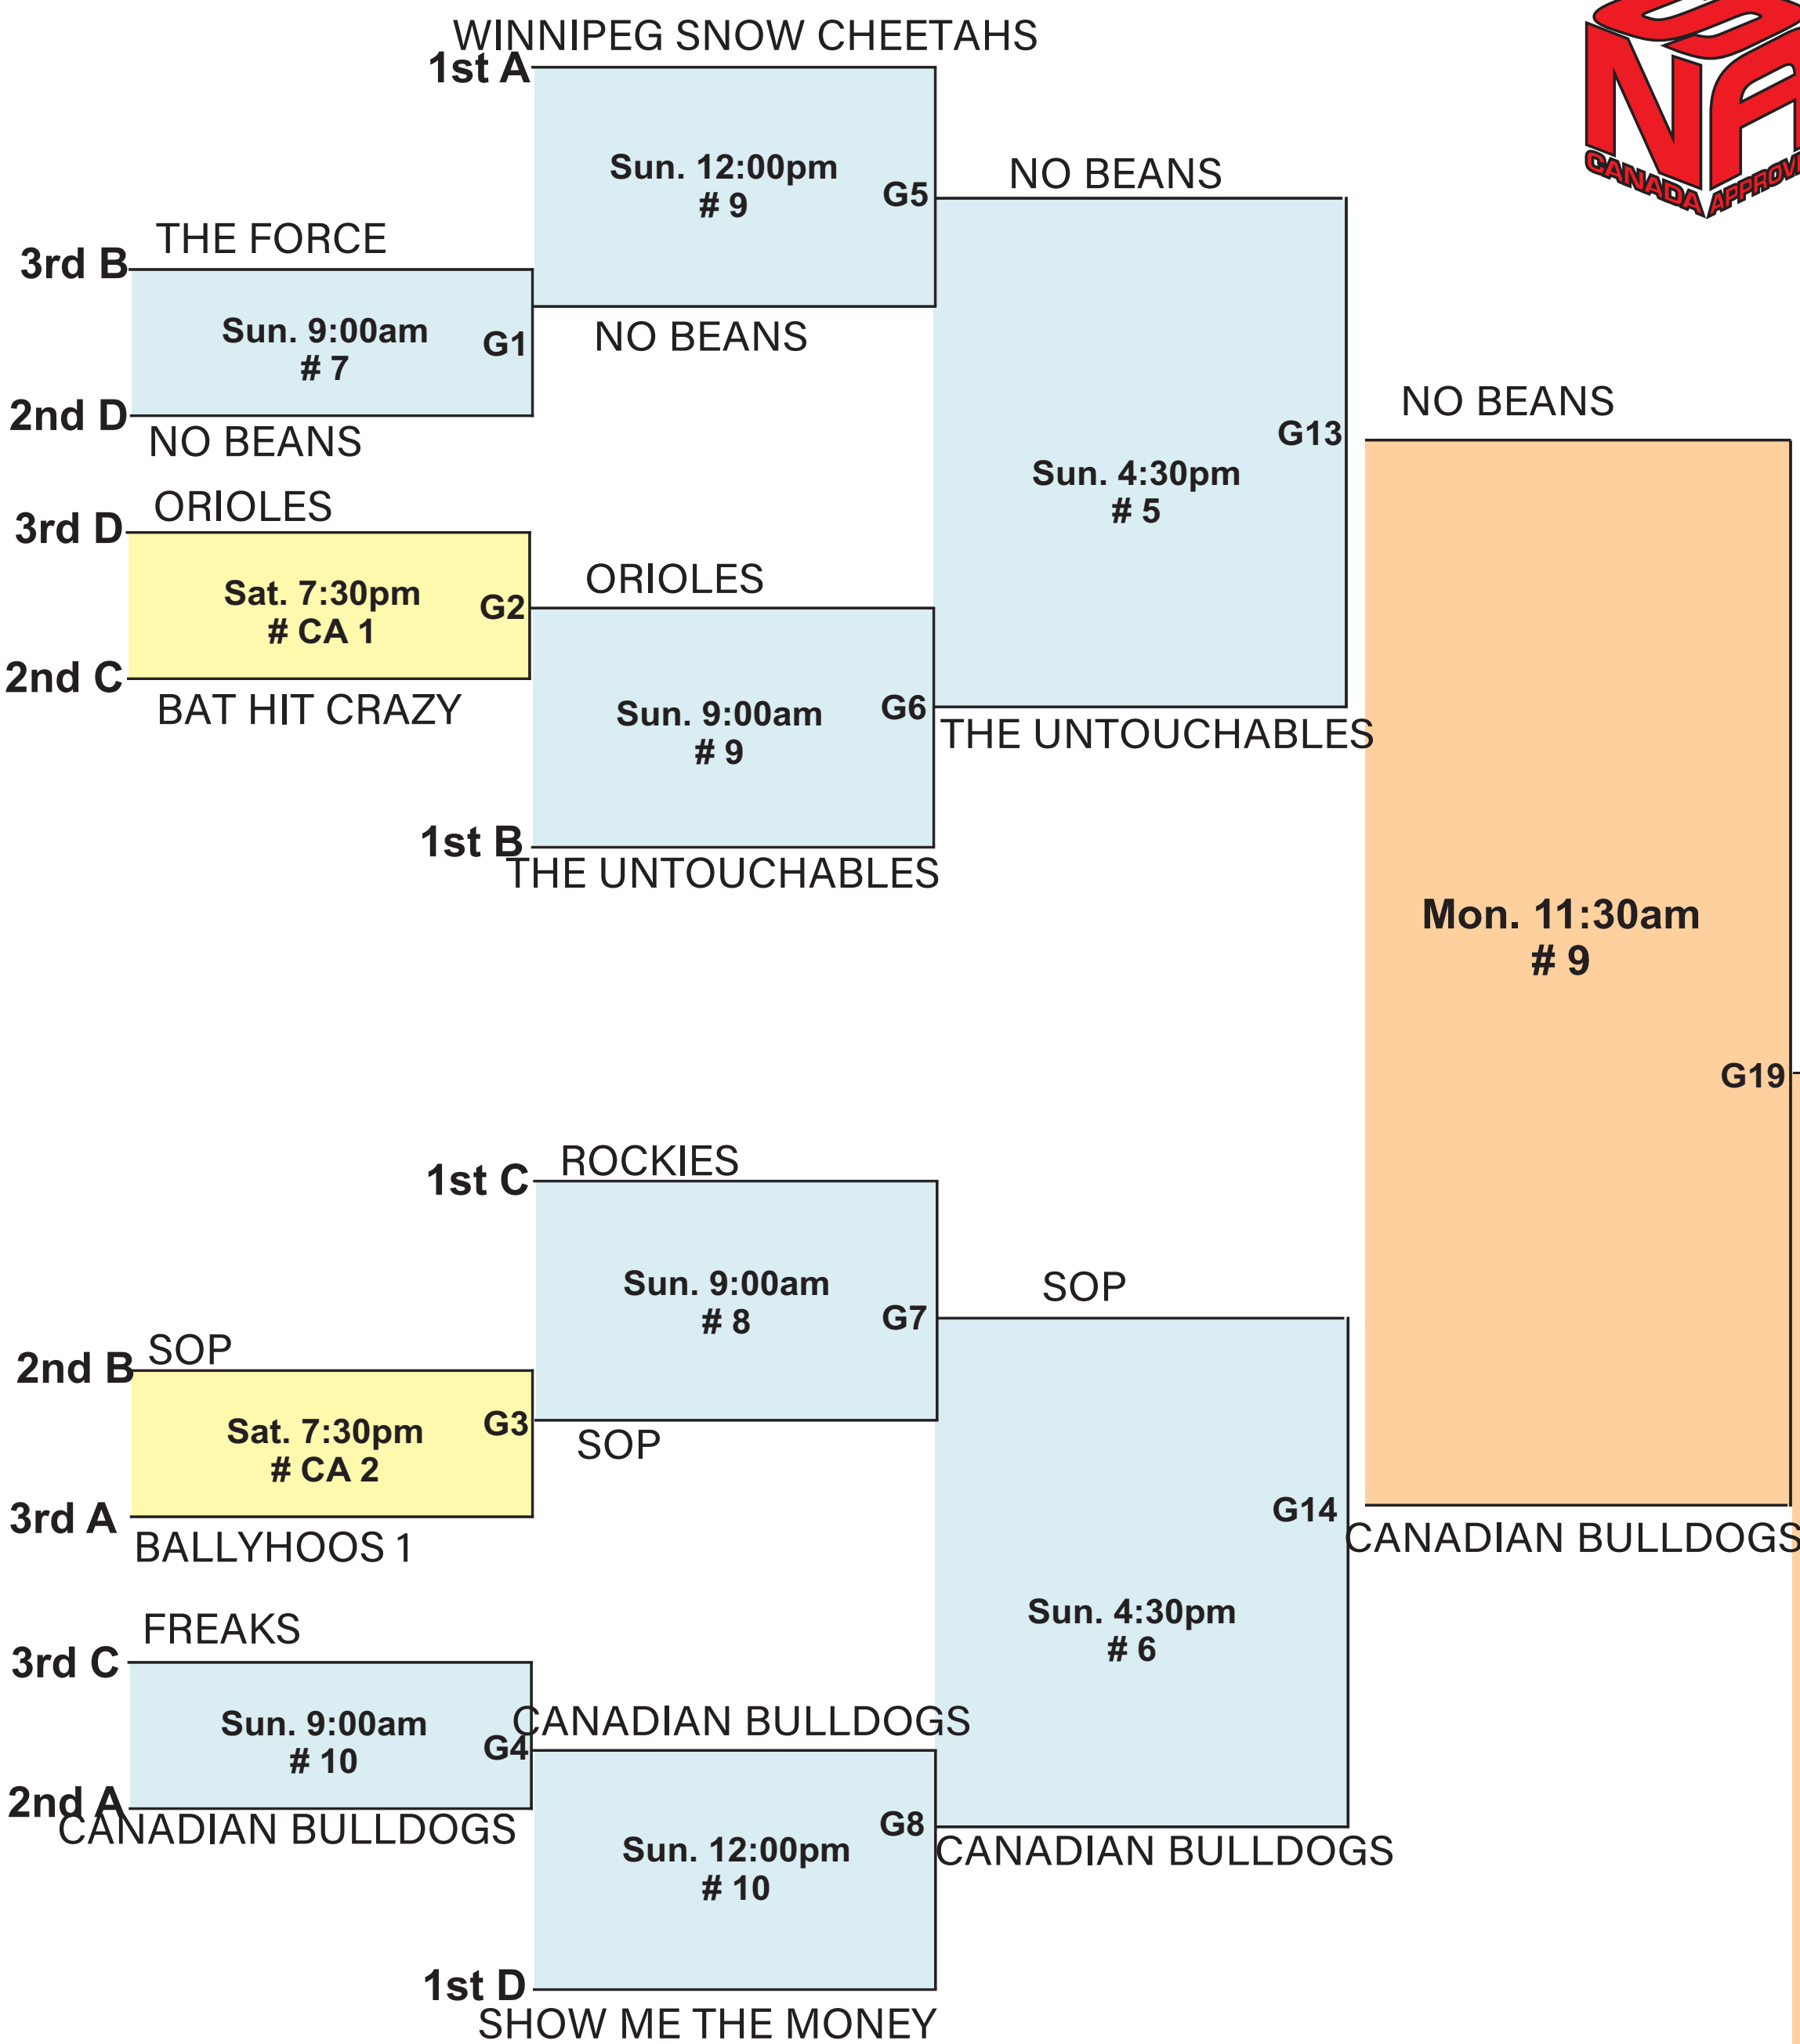 WINNIPEG SNOW CHEETAHS
1st A
Sun. 12:00pm
# 9
G5
NO BEANS
THE FORCE
3rd B
Sun. 9:00am
# 7
G1
NO BEANS
2nd D
NO BEANS
NO BEANS
G13
Sun. 4:30pm
# 5
ORIOLES
3rd D
Sat. 7:30pm
# CA 1
G2
ORIOLES
2nd C
BAT HIT CRAZY
Sun. 9:00am
# 9
G6
THE UNTOUCHABLES
1st B
THE UNTOUCHABLES
Mon. 11:30am
# 9
G19
ROCKIES
1st C
Sun. 9:00am
# 8
G7
SOP
SOP
2nd B
Sat. 7:30pm
# CA 2
G3
SOP
3rd A
BALLYHOOS 1
G14
CANADIAN BULLDOGS
FREAKS
3rd C
Sun. 9:00am
# 10
G4
CANADIAN BULLDOGS
Sun. 4:30pm
# 6
2nd A
CANADIAN BULLDOGS
Sun. 12:00pm
# 10
G8
CANADIAN BULLDOGS
1st D
SHOW ME THE MONEY
CANADA